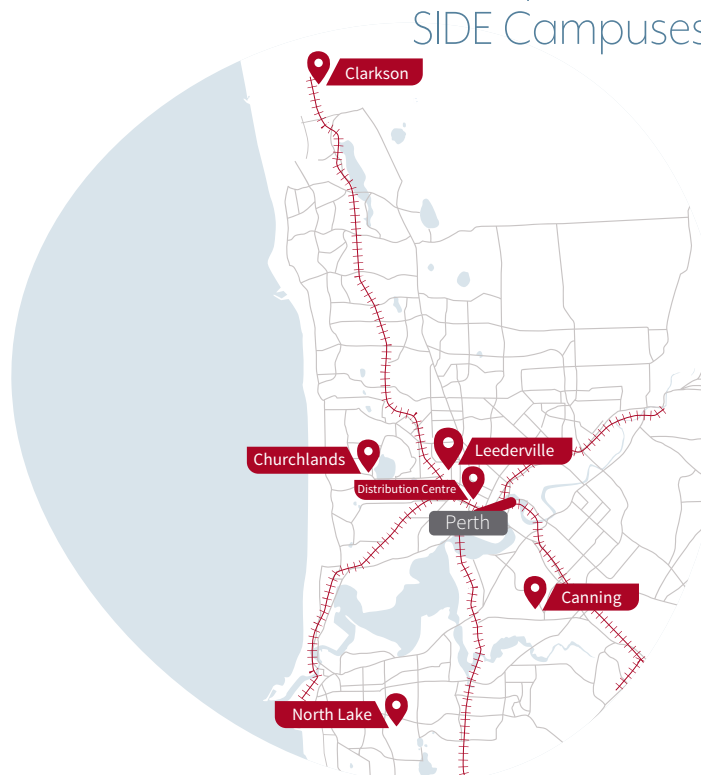 SIDE Campuses
Clarkson
Churchlands
Leederville
Distribution Centre
Perth
Canning
North Lake